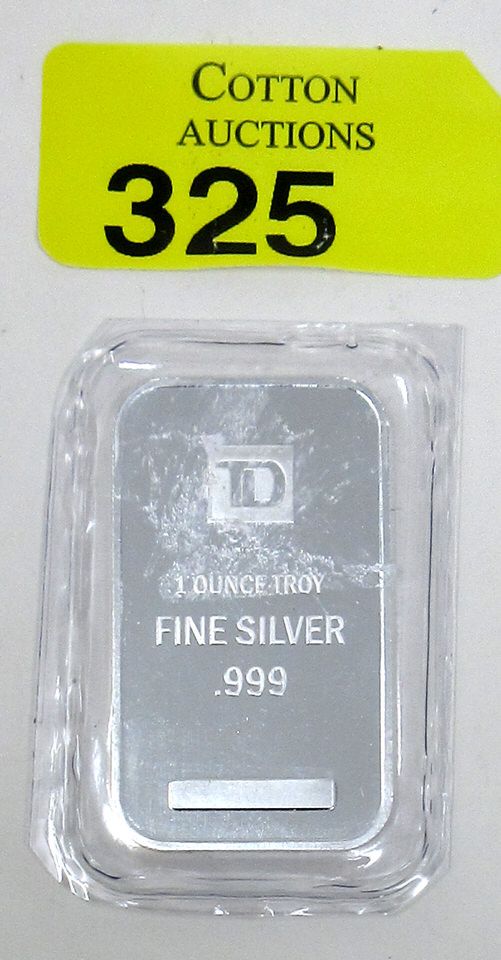 COTTON
AUCTIONS
325
TD
1 OUNCE TROY
FINE SILVER
.999